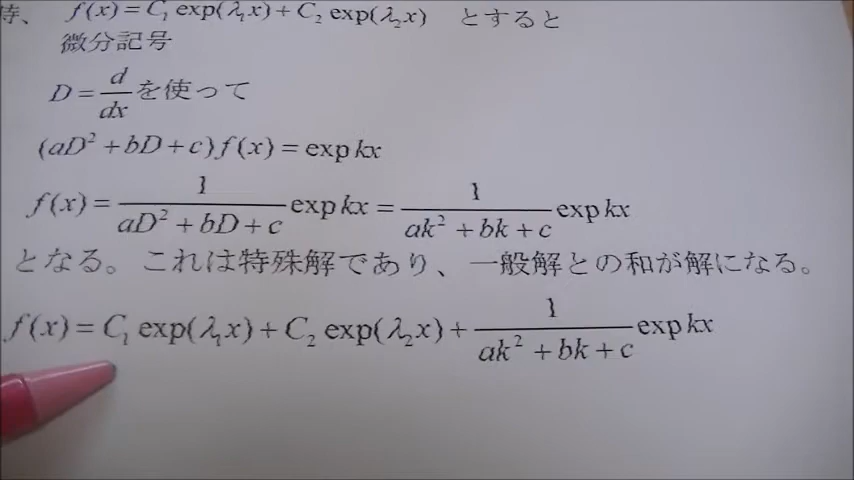 時、 f(x) = C₁ exp(λ₁x) + C₂ exp(λ₂x) とすると
微分記号
D = d/dx を使って
(aD² + bD + c) f(x) = exp kx
f(x) = 1/(aD² + bD + c) exp kx = 1/(ak² + bk + c) exp kx
となる。これは特殊解であり、一般解との和が解になる。
f(x) = C₁ exp(λ₁x) + C₂ exp(λ₂x) + 1/(ak² + bk + c) exp kx